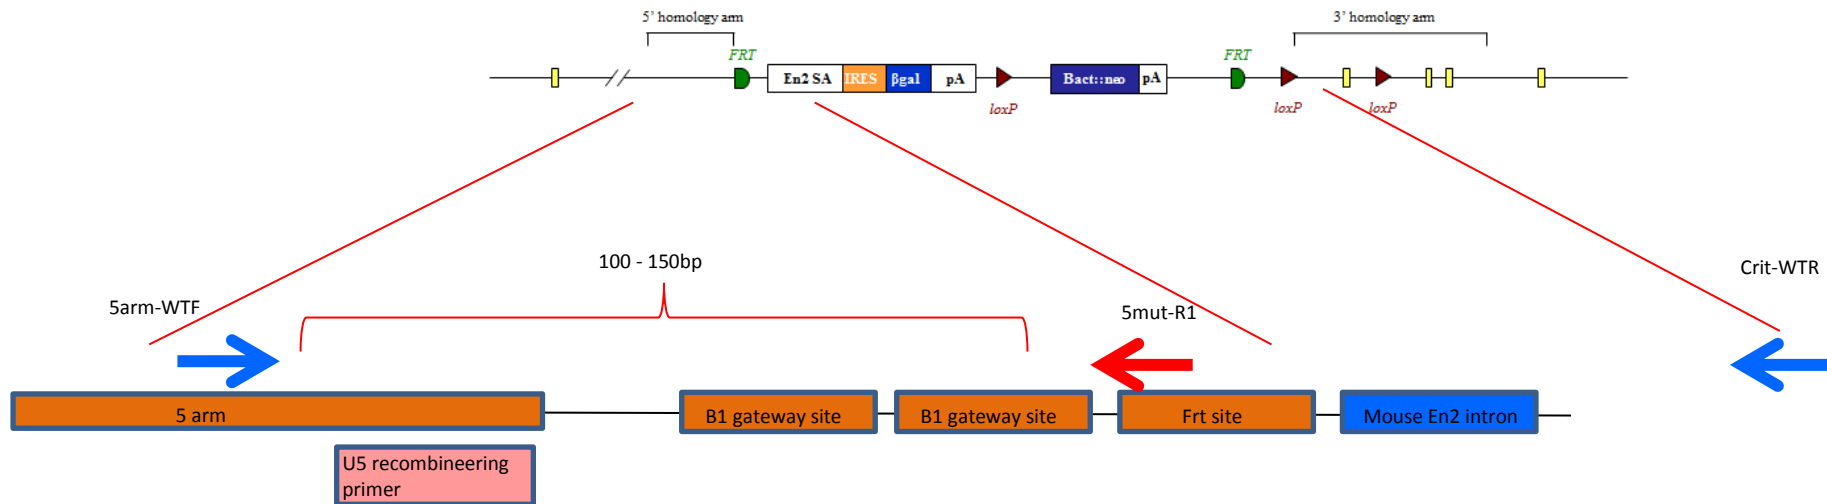 5' homology arm
3' homology arm
FRT
FRT
En2 SA
IRES
βgal
pA
Bact::neo
pA
loxP
loxP
loxP
100 - 150bp
Crit-WTR
5arm-WTF
5mut-R1
5 arm
B1 gateway site
B1 gateway site
Frt site
Mouse En2 intron
U5 recombineering
primer